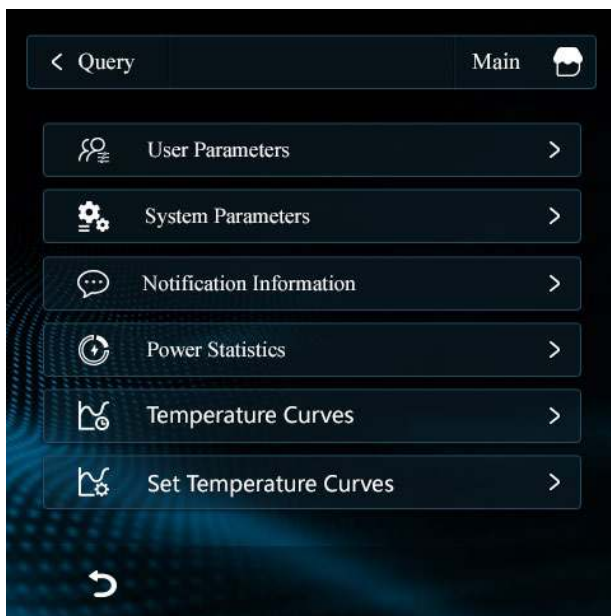 Query
Main
User Parameters
System Parameters
Notification Information
Power Statistics
Temperature Curves
Set Temperature Curves